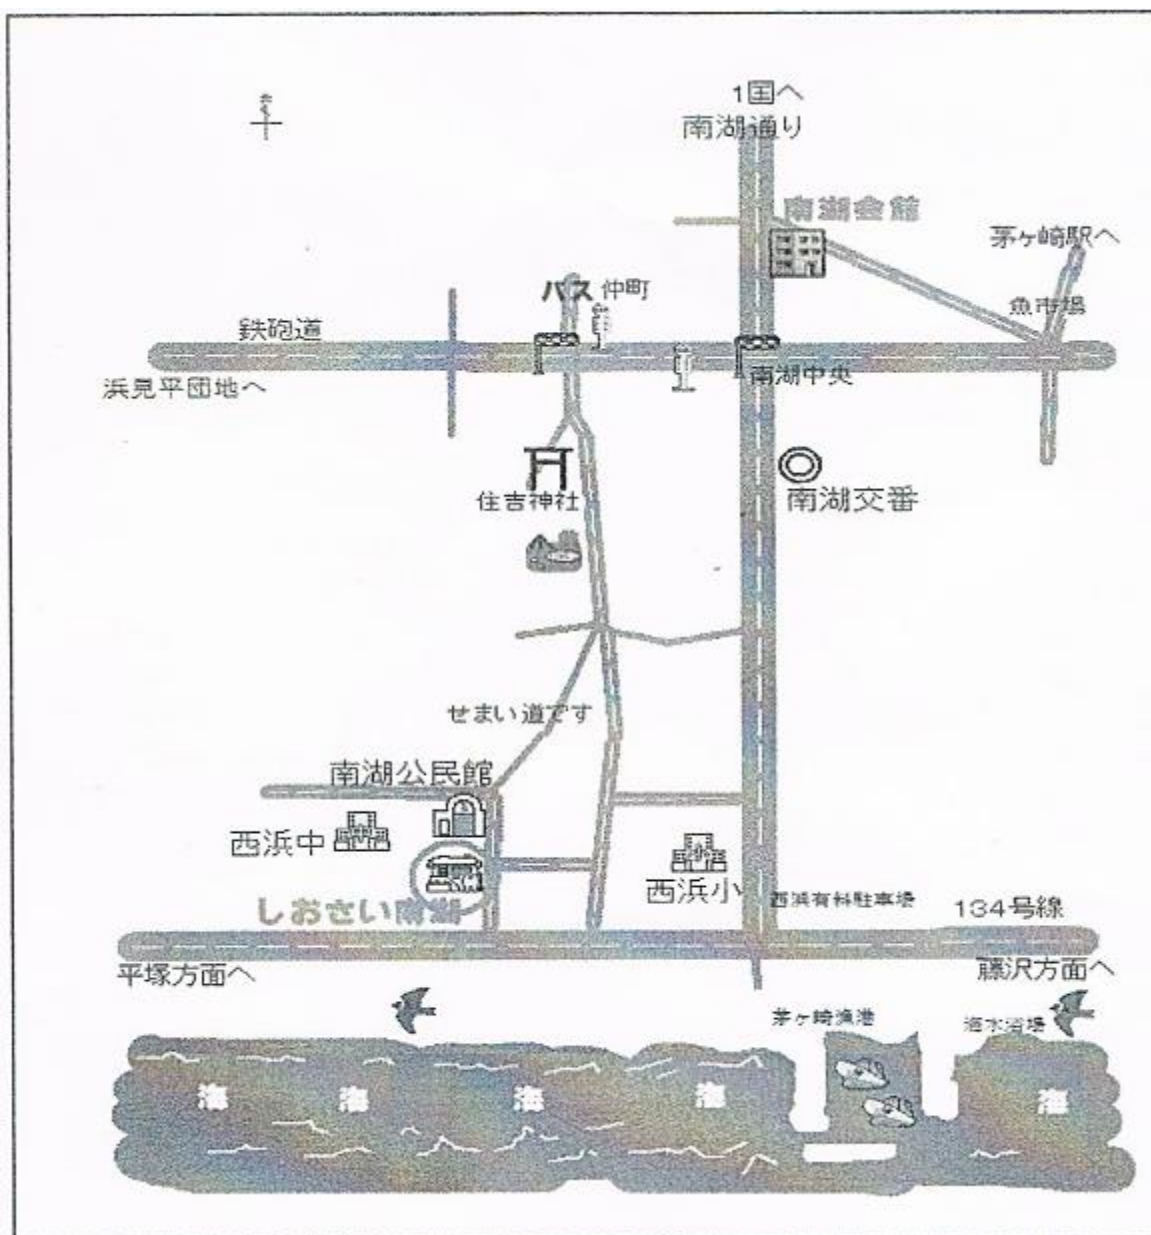 1国へ
南湖通り
南湖会館
茅ヶ崎駅へ
バス 仲町
魚市場
鉄砲道
浜見平団地へ
南湖中央
住吉神社
南湖交番
せまい道です
南湖公民館
西浜中
西浜小
しおさい南湖
西浜有料駐車場
134号線
平塚方面へ
藤沢方面へ
茅ヶ崎漁港
海水浴場
海 海 海 海 海